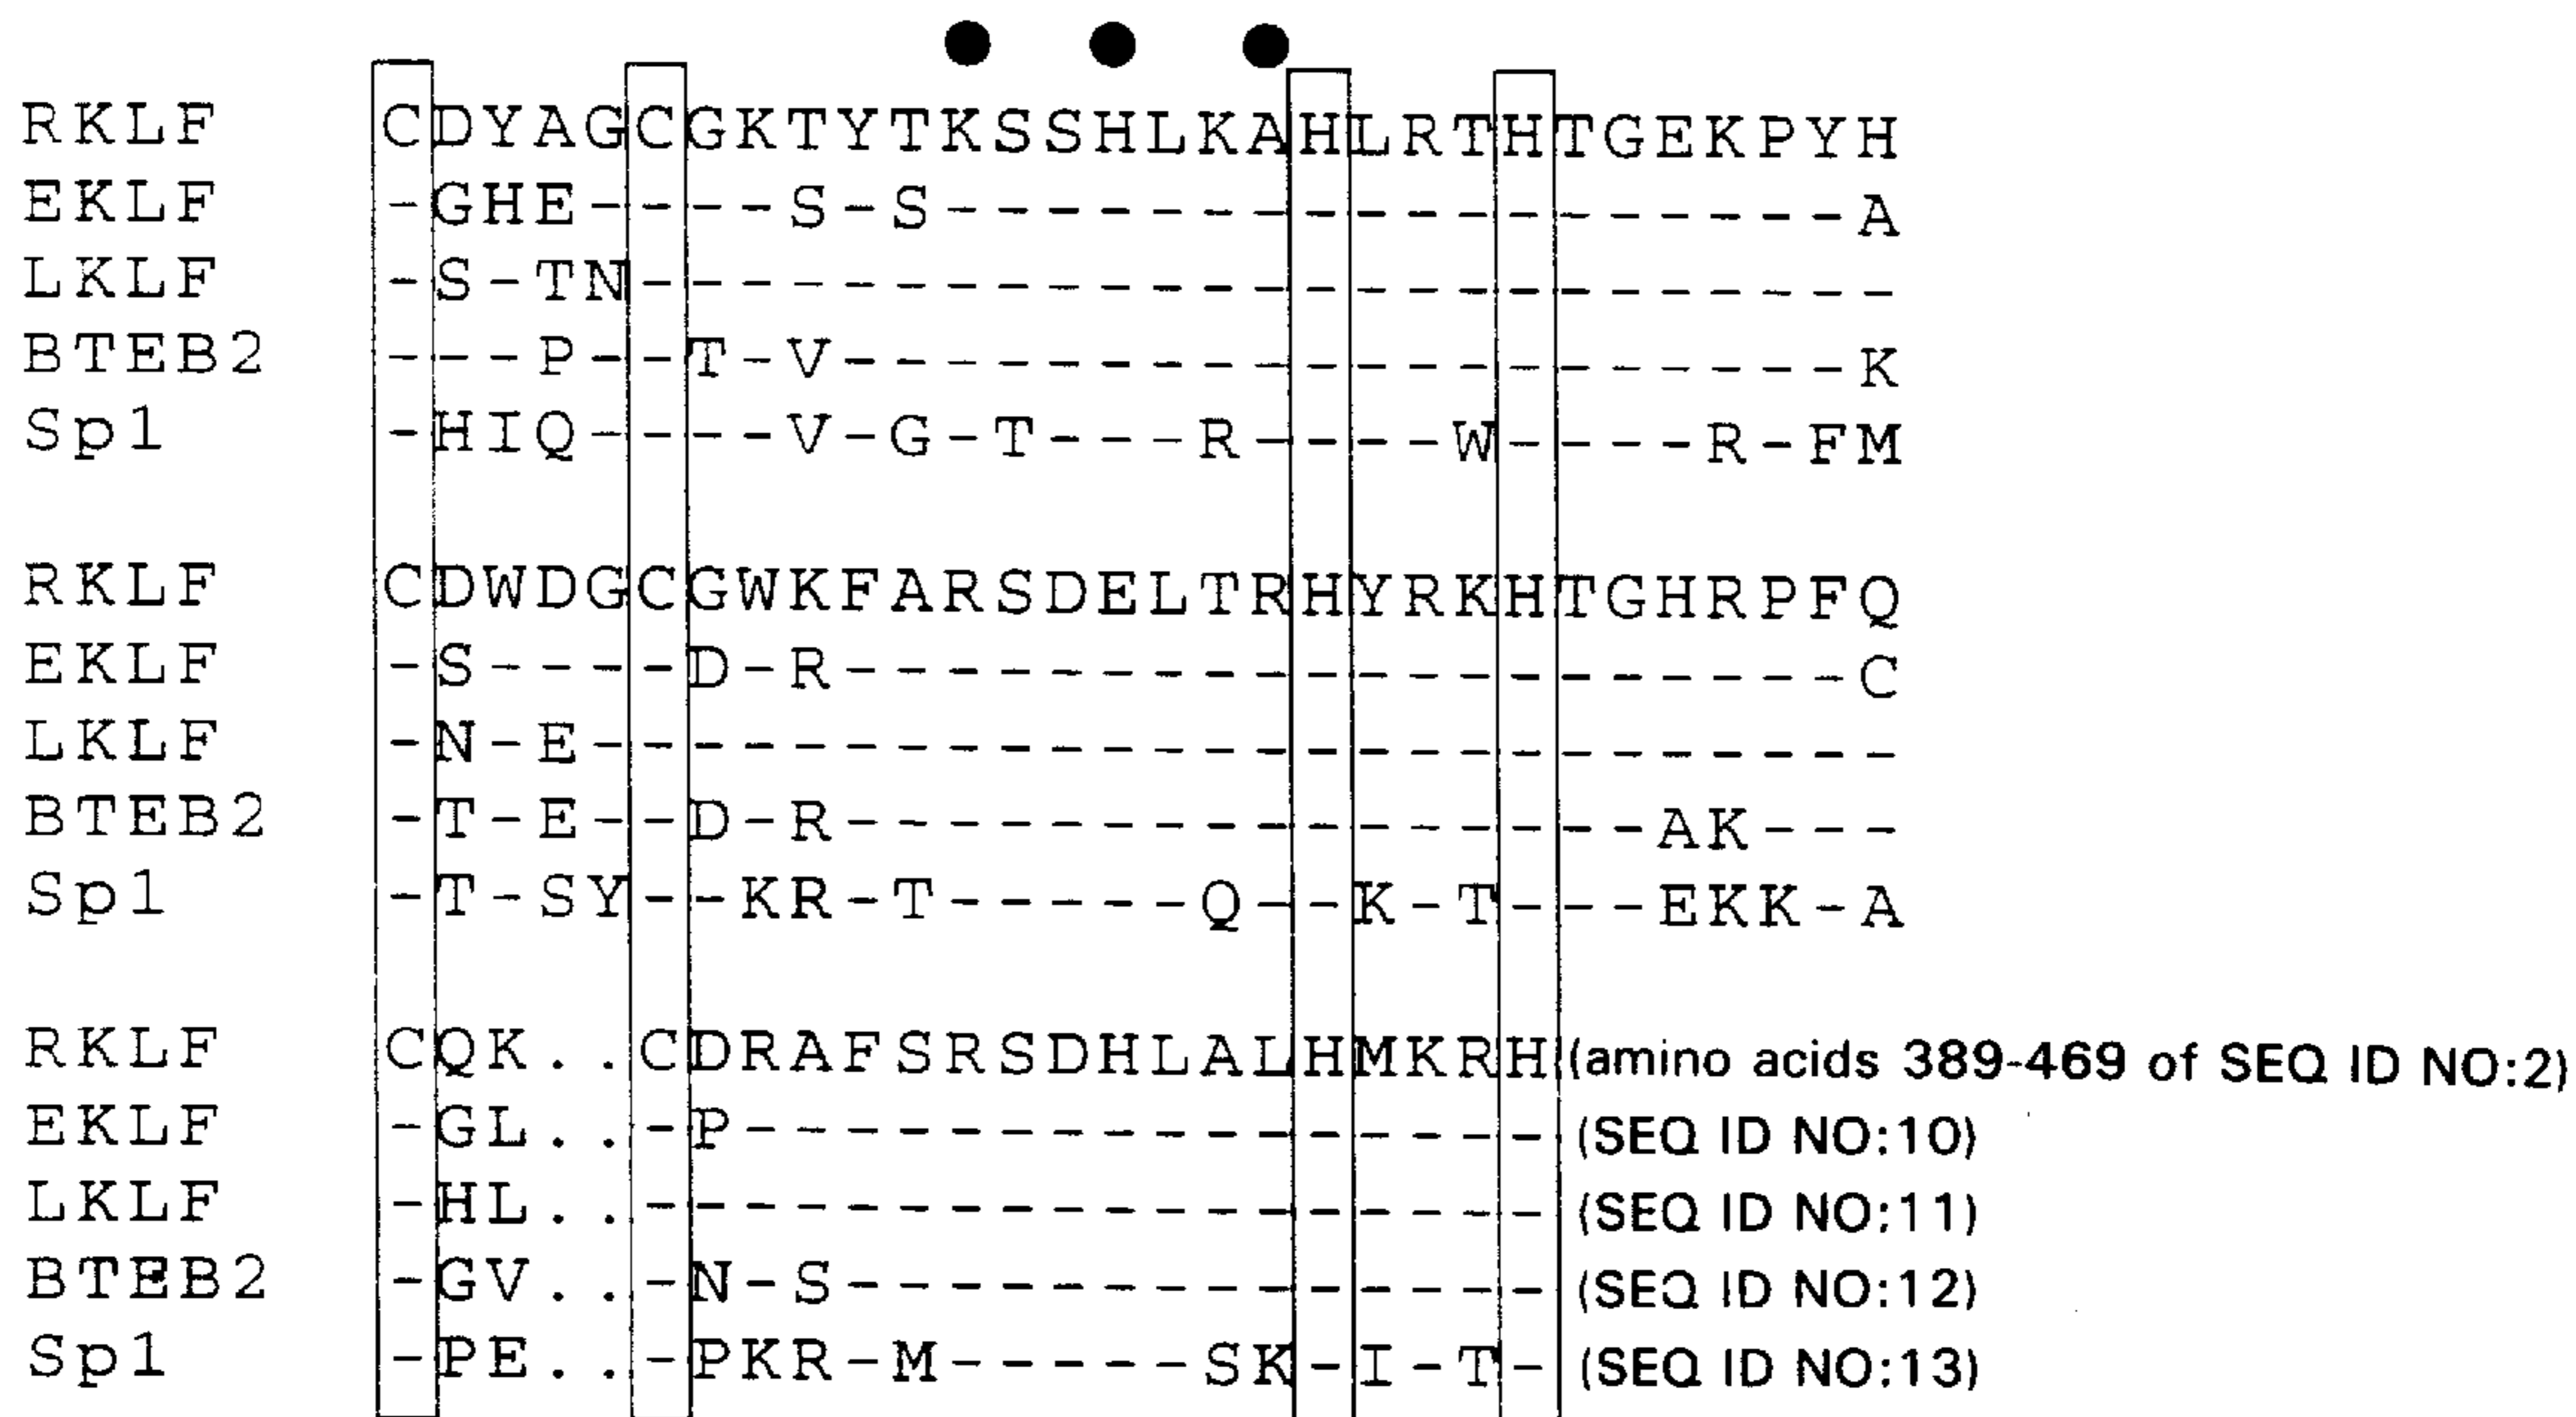 ● ● ●
RKLF CDYAGCGKTYTKSSHLKAHLRTHTGEKPYH
EKLF -GHE----S-S------------------A
LKLF -S-TN-------------------------
BTEB2 ---P--T-V--------------------K
Sp1 -HIQ----V-G-T---R----W----R-FM
RKLF CDWDGCGWKFARSDELTRHYRKHTGHRPFQ
EKLF -S----D-R--------------------C
LKLF -N-E--------------------------
BTEB2 -T-E--D-R----------------AK---
Sp1 -T-SY--KR-T-----Q--K-T---EKK-A
RKLF CQK..CDRAFSRSDHLALHMKRH (amino acids 389-469 of SEQ ID NO:2)
EKLF -GL..-P---------------- (SEQ ID NO:10)
LKLF -HL..------------------ (SEQ ID NO:11)
BTEB2 -GV..-N-S-------------- (SEQ ID NO:12)
Sp1 -PE..-PKR-M-----SK-I-T- (SEQ ID NO:13)